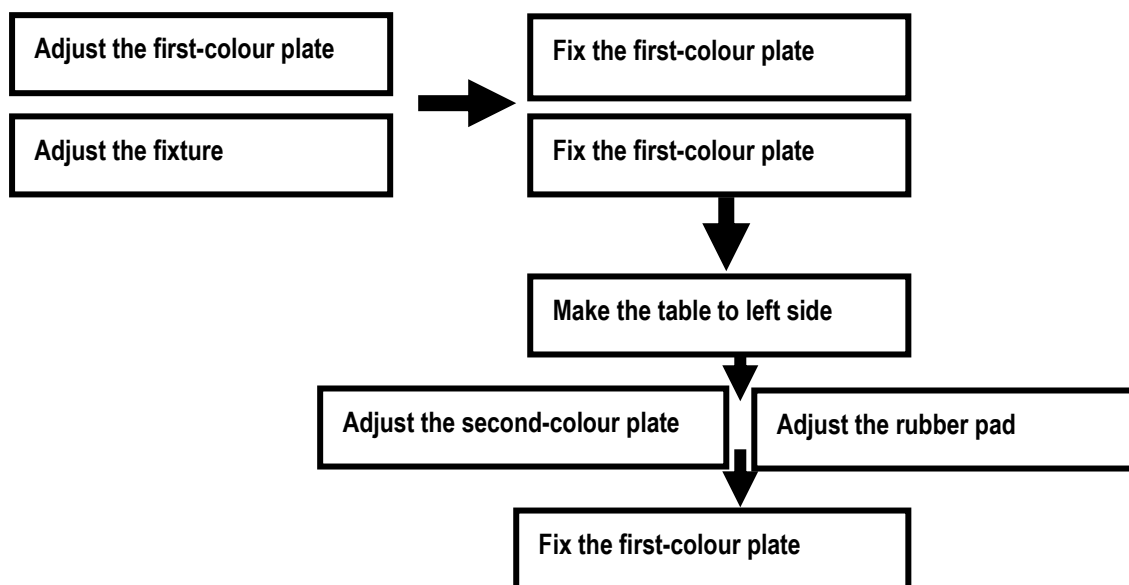 Adjust the first-colour plate
Fix the first-colour plate
Adjust the fixture
Fix the first-colour plate
Make the table to left side
Adjust the second-colour plate
Adjust the rubber pad
Fix the first-colour plate